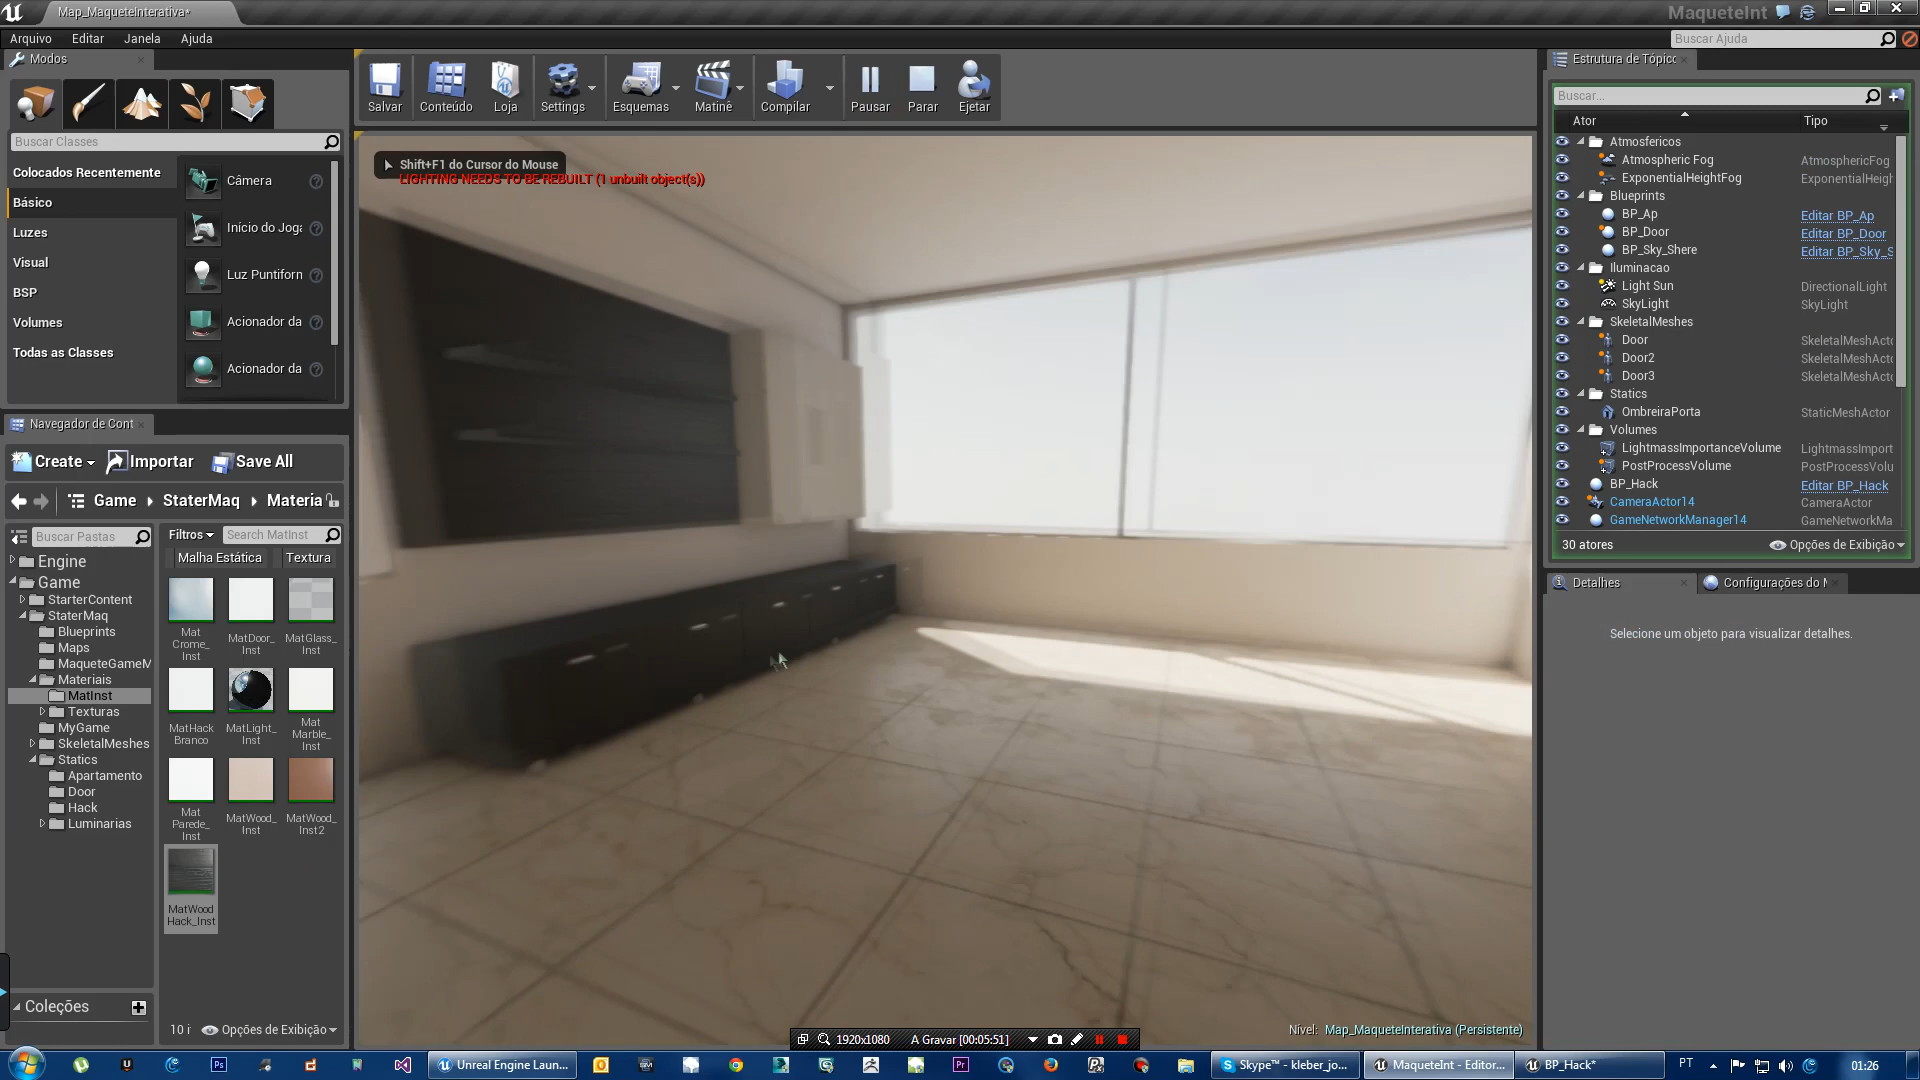 Map_MaqueteInterativa*
MaqueteInt
Arquivo
Editar
Janela
Ajuda
Buscar Ajuda
Modos
Buscar Classes
Colocados Recentemente
Básico
Luzes
Visual
BSP
Volumes
Todas as Classes
Câmera
Início do Joga
Luz Puntiforn
Acionador da
Acionador da
Salvar
Conteúdo
Loja
Settings
Esquemas
Matinê
Compilar
Pausar
Parar
Ejetar
Shift+F1 do Cursor do Mouse
LIGHTING NEEDS TO BE REBUILT (1 unbuilt object(s))
Nível: Map_MaqueteInterativa (Persistente)
Navegador de Cont
Create
Importar
Save All
Game
StaterMaq
Materia
Buscar Pastas
Engine
Game
StarterContent
StaterMaq
Blueprints
Maps
MaqueteGameM
Materiais
MatInst
Texturas
MyGame
SkeletalMeshes
Statics
Apartamento
Door
Hack
Luminarias
Coleções
Filtros
Search MatInst
Malha Estática
Textura
Mat Crome_ Inst
MatDoor_ Inst
MatGlass_ Inst
MatHack Branco
MatLight_ Inst
Mat Marble_ Inst
Mat Parede_ Inst
MatWood_ Inst
MatWood_ Inst2
MatWood Hack_Inst
10 i
Opções de Exibição
Estrutura de Tópic
Buscar...
Ator
Tipo
Atmosfericos
Atmospheric Fog AtmosphericFog
ExponentialHeightFog ExponentialHeigh
Blueprints
BP_Ap Editar BP_Ap
BP_Door Editar BP_Door
BP_Sky_Shere Editar BP_Sky_S
Iluminacao
Light Sun DirectionalLight
SkyLight SkyLight
SkeletalMeshes
Door SkeletalMeshActo
Door2 SkeletalMeshActo
Door3 SkeletalMeshActo
Statics
OmbreiraPorta StaticMeshActor
Volumes
LightmassImportanceVolume LightmassImport
PostProcessVolume PostProcessVolu
BP_Hack Editar BP_Hack
CameraActor14 CameraActor
GameNetworkManager14 GameNetworkMa
30 atores
Opções de Exibição
Detalhes
Configurações do M
Selecione um objeto para visualizar detalhes.
1920x1080
A Gravar [00:05:51]
Unreal Engine Laun...
Skype™ - kleber_jo...
MaqueteInt - Editor...
BP_Hack*
PT
01:26